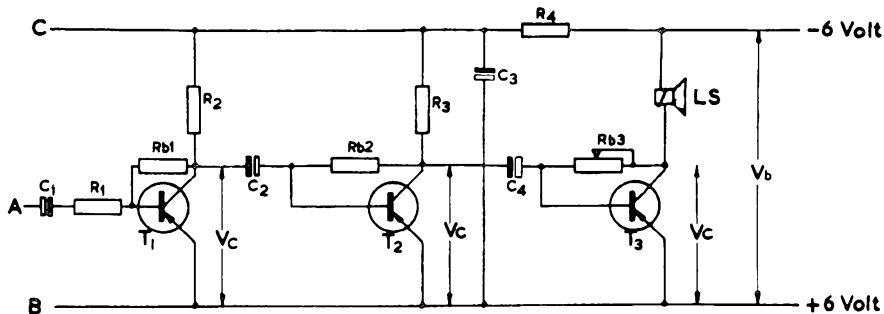 C R4 -6 Volt
C3
R2 R3 LS
Rb1 Rb2 Rb3 Vb
C1 R1 C2 C4
A
T1 Vc T2 Vc T3 Vc
B +6 Volt